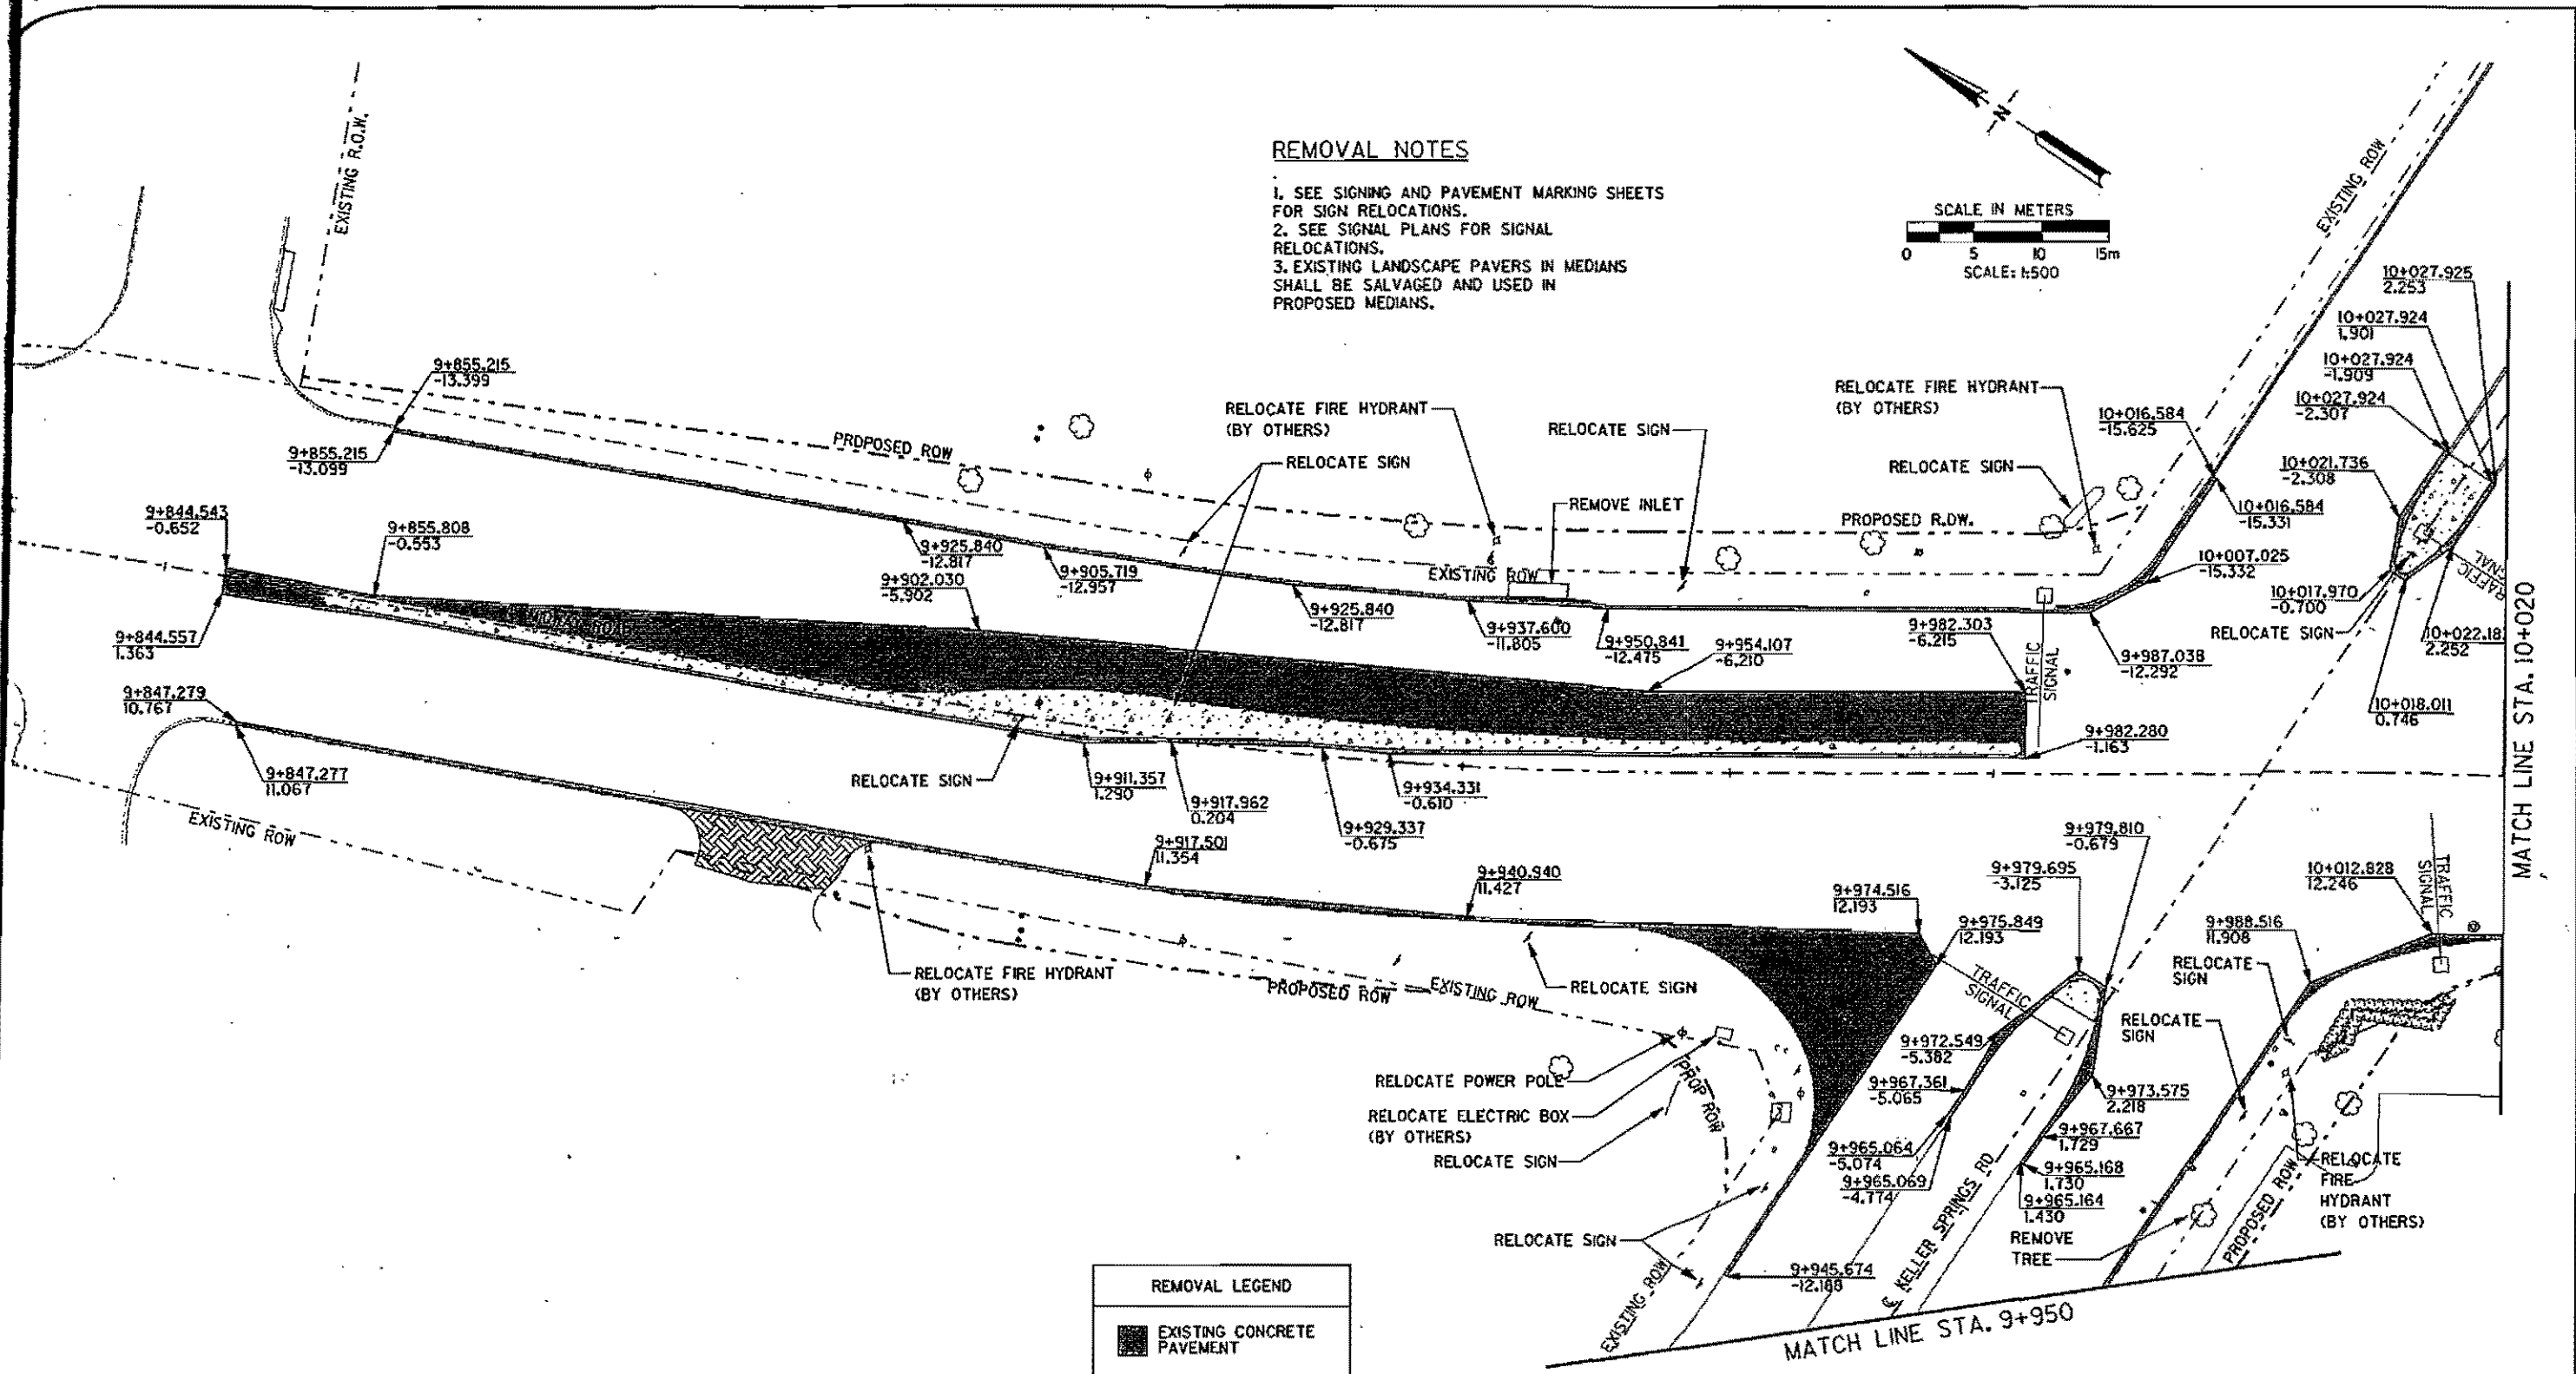 REMOVAL NOTES
1. SEE SIGNING AND PAVEMENT MARKING SHEETS
FOR SIGN RELOCATIONS.
2. SEE SIGNAL PLANS FOR SIGNAL
RELOCATIONS.
3. EXISTING LANDSCAPE PAVERS IN MEDIANS
SHALL BE SALVAGED AND USED IN
PROPOSED MEDIANS.
N
SCALE IN METERS
0 5 10 15m
SCALE: 1:500
EXISTING R.O.W.
EXISTING ROW
10+027.925
2.253
10+027.924
1.901
10+027.924
-1.909
10+027.924
-2.307
10+021.736
-2.308
10+016.584
-15.625
10+016.584
-15.331
10+007.025
-15.332
10+017.970
-0.700
RELOCATE SIGN
10+022.18
2.252
10+018.011
0.746
TRAFFIC SIGNAL
MATCH LINE STA. 10+020
9+855.215
-13.399
9+855.215
-13.099
PROPOSED ROW
RELOCATE FIRE HYDRANT
(BY OTHERS)
RELOCATE SIGN
RELOCATE SIGN
REMOVE INLET
RELOCATE FIRE HYDRANT
(BY OTHERS)
RELOCATE SIGN
PROPOSED R.OW.
EXISTING ROW
9+844.543
-0.652
9+855.808
-0.553
9+925.840
-12.817
9+902.030
-5.902
9+905.719
-12.957
9+925.840
-12.817
9+937.600
-11.805
9+950.841
-12.475
9+954.107
-6.210
9+982.303
-6.215
TRAFFIC
SIGNAL
9+987.038
-12.292
9+982.280
-1.163
9+844.557
1.363
9+847.279
10.767
9+847.277
11.067
EXISTING ROW
RELOCATE SIGN
9+911.357
1.290
9+917.962
0.204
9+929.337
-0.675
9+934.331
-0.610
9+917.501
11.354
9+940.940
11.427
9+974.516
12.193
9+975.849
12.193
9+979.695
-3.125
9+979.810
-0.679
10+012.828
12.246
TRAFFIC
SIGNAL
9+988.516
11.908
RELOCATE
SIGN
RELOCATE
SIGN
RELOCATE FIRE HYDRANT
(BY OTHERS)
PROPOSED ROW
EXISTING ROW
RELOCATE SIGN
TRAFFIC
SIGNAL
9+972.549
-5.382
9+967.361
-5.065
9+965.064
-5.074
9+965.069
-4.774
9+973.575
2.218
9+967.667
1.729
9+965.168
1.730
9+965.164
1.430
RELOCATE POWER POLE
RELOCATE ELECTRIC BOX
(BY OTHERS)
RELOCATE SIGN
PROP ROW
RELOCATE SIGN
EXISTING ROW
9+945.674
-12.188
℄ KELLER SPRINGS RD
REMOVE
TREE
PROPOSED ROW
RELOCATE
FIRE
HYDRANT
(BY OTHERS)
MATCH LINE STA. 9+950
REMOVAL LEGEND
EXISTING CONCRETE
PAVEMENT